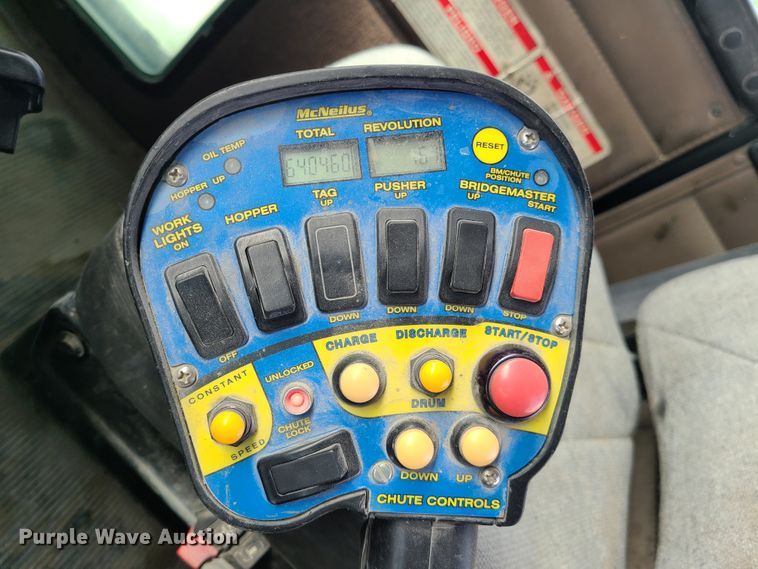 McNeilus®
TOTAL REVOLUTION
640460 6
RESET
OIL TEMP
HOPPER UP
BM/CHUTE
POSITION
WORK
LIGHTS
ON
HOPPER
TAG
UP
PUSHER
UP
BRIDGEMASTER
UP
START
OFF
DOWN
DOWN
DOWN
STOP
CONSTANT
SPEED
UNLOCKED
CHUTE
LOCK
CHARGE
DISCHARGE
START/STOP
DRUM
DOWN
UP
CHUTE CONTROLS
Purple Wave Auction